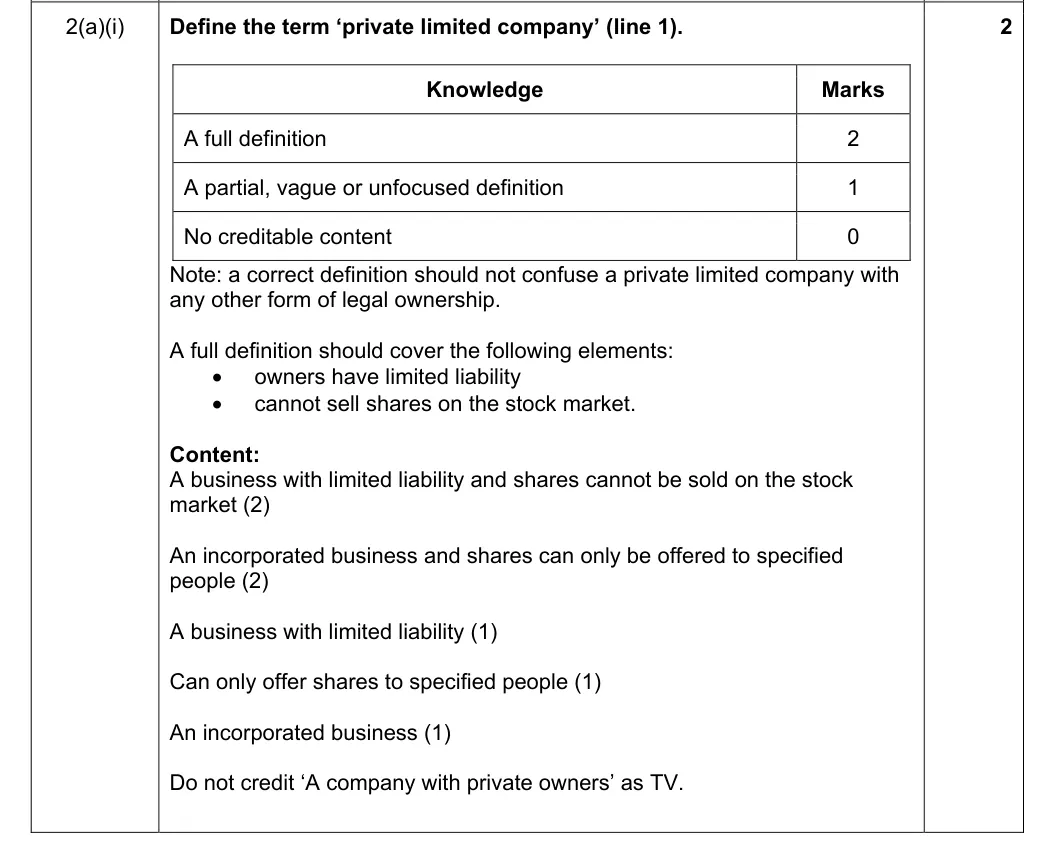 2(a)(i) Define the term ‘private limited company’ (line 1). 2
Knowledge Marks
A full definition 2
A partial, vague or unfocused definition 1
No creditable content 0
Note: a correct definition should not confuse a private limited company with
any other form of legal ownership.
A full definition should cover the following elements:
• owners have limited liability
• cannot sell shares on the stock market.
Content:
A business with limited liability and shares cannot be sold on the stock
market (2)
An incorporated business and shares can only be offered to specified
people (2)
A business with limited liability (1)
Can only offer shares to specified people (1)
An incorporated business (1)
Do not credit ‘A company with private owners’ as TV.